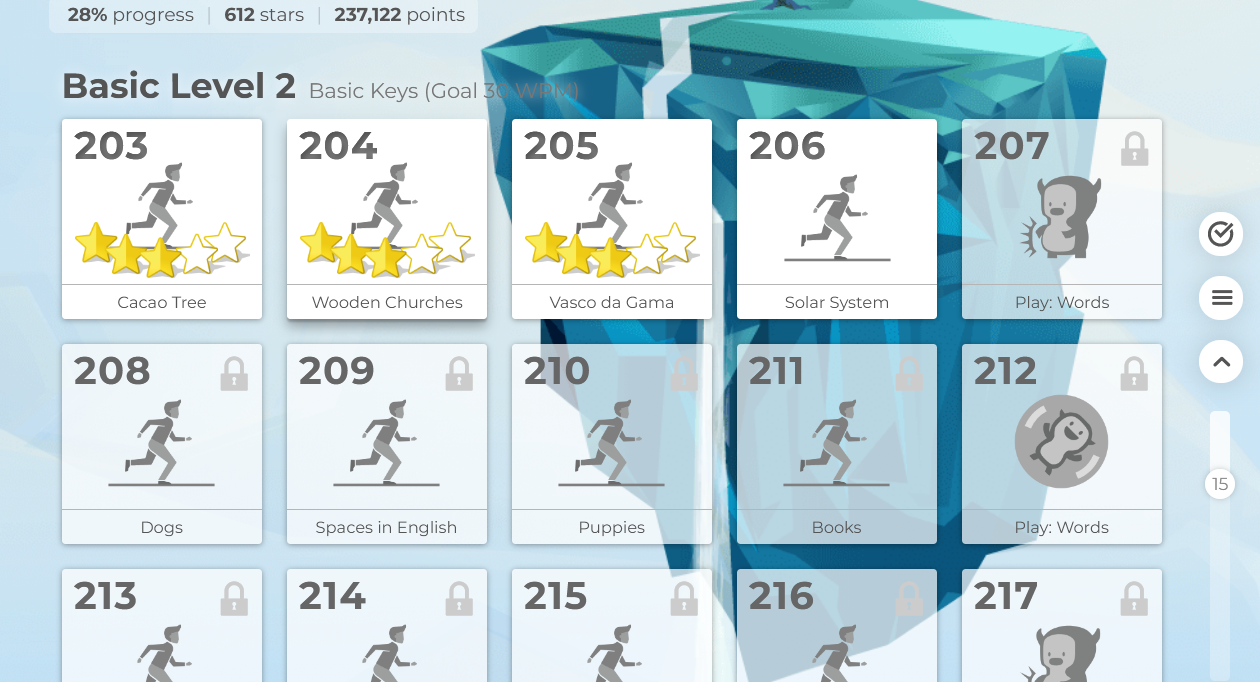 28% progress | 612 stars | 237,122 points
Basic Level 2 Basic Keys (Goal 30 WPM)
203 204 205 206 207
Cacao Tree Wooden Churches Vasco da Gama Solar System Play: Words
208 209 210 211 212
15
Dogs Spaces in English Puppies Books Play: Words
213 214 215 216 217